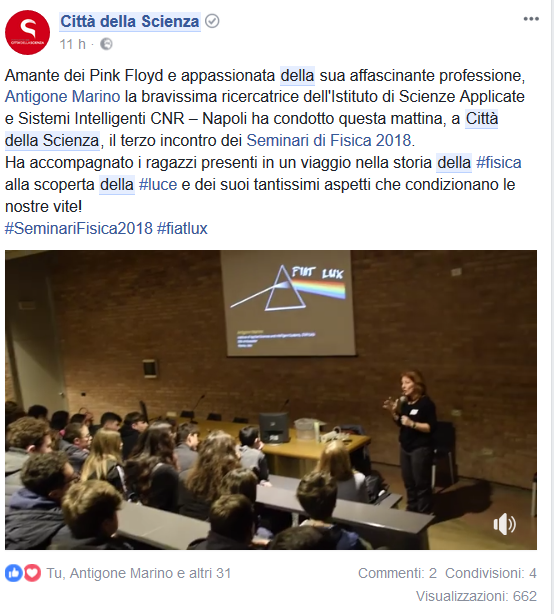 Città della Scienza
11 h ·
Amante dei Pink Floyd e appassionata della sua affascinante professione,
Antigone Marino la bravissima ricercatrice dell'Istituto di Scienze Applicate
e Sistemi Intelligenti CNR – Napoli ha condotto questa mattina, a Città
della Scienza, il terzo incontro dei Seminari di Fisica 2018.
Ha accompagnato i ragazzi presenti in un viaggio nella storia della #fisica
alla scoperta della #luce e dei suoi tantissimi aspetti che condizionano le
nostre vite!
#SeminariFisica2018 #fiatlux
FIAT LUX
Tu, Antigone Marino e altri 31
Commenti: 2 Condivisioni: 4
Visualizzazioni: 662